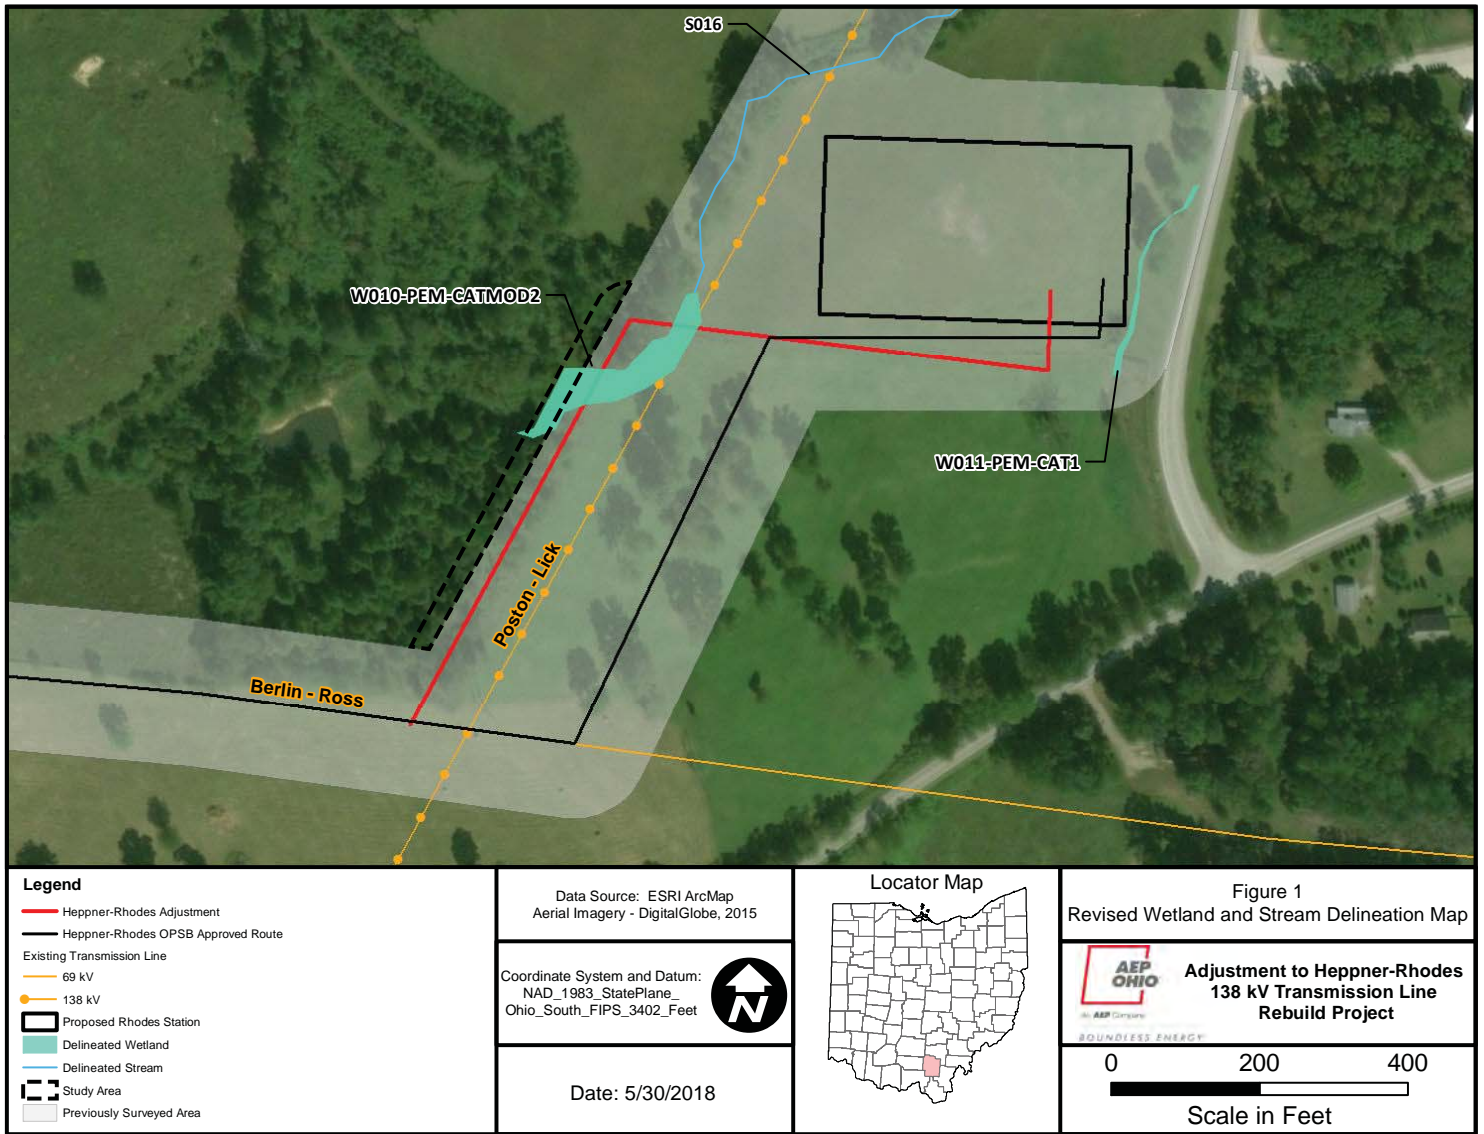 S016
W010-PEM-CATMOD2
W011-PEM-CAT1
Poston - Lick
Berlin - Ross
Legend
Heppner-Rhodes Adjustment
Heppner-Rhodes OPSB Approved Route
Existing Transmission Line
69 kV
138 kV
Proposed Rhodes Station
Delineated Wetland
Delineated Stream
Study Area
Previously Surveyed Area
Data Source: ESRI ArcMap
Aerial Imagery - DigitalGlobe, 2015
Coordinate System and Datum:
NAD_1983_StatePlane_
Ohio_South_FIPS_3402_Feet
N
Date: 5/30/2018
Locator Map
Figure 1
Revised Wetland and Stream Delineation Map
AEP
OHIO
An AEP Company
BOUNDLESS ENERGY
Adjustment to Heppner-Rhodes
138 kV Transmission Line
Rebuild Project
0 200 400
Scale in Feet